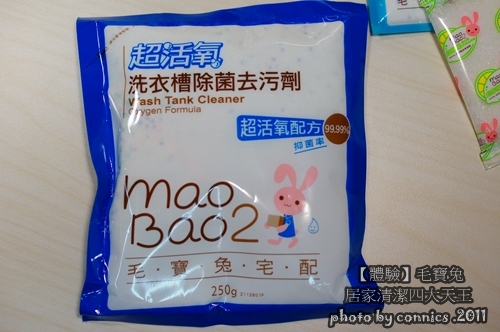 超活氧
洗衣槽除菌去污劑
Wash Tank Cleaner
Oxygen Formula
超活氧配方
99.99%
抑菌率
mao
Bao2
毛・寶・兔・宅・配
250g
宅
【體驗】毛寶兔
居家清潔四大天王
photo by connics .2011